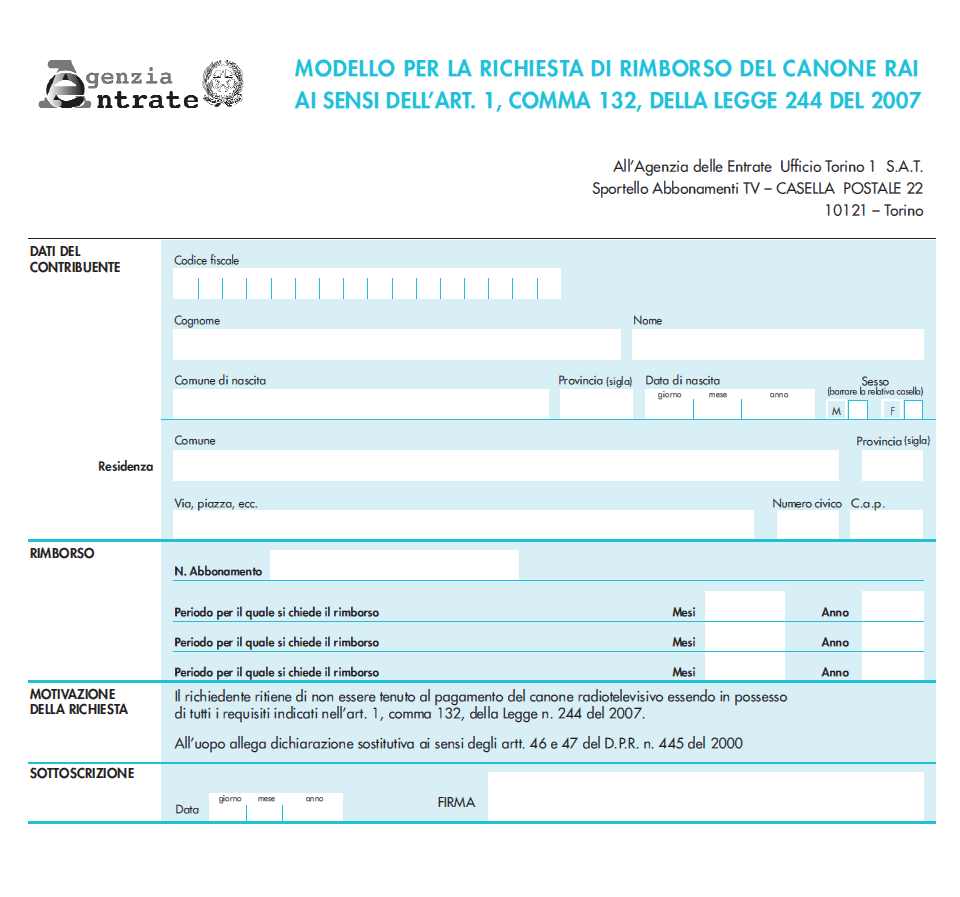 Agenzia
Entrate
MODELLO PER LA RICHIESTA DI RIMBORSO DEL CANONE RAI
AI SENSI DELL'ART. 1, COMMA 132, DELLA LEGGE 244 DEL 2007
All'Agenzia delle Entrate Ufficio Torino 1 S.A.T.
Sportello Abbonamenti TV – CASELLA POSTALE 22
10121 – Torino
DATI DEL
CONTRIBUENTE
Codice fiscale
Cognome Nome
Comune di nascita Provincia (sigla) Data di nascita Sesso
(barrare la relativa casella)
giorno mese anno
M F
Comune Provincia (sigla)
Residenza
Via, piazza, ecc. Numero civico C.a.p.
RIMBORSO
N. Abbonamento
Periodo per il quale si chiede il rimborso Mesi Anno
Periodo per il quale si chiede il rimborso Mesi Anno
Periodo per il quale si chiede il rimborso Mesi Anno
MOTIVAZIONE
DELLA RICHIESTA
Il richiedente ritiene di non essere tenuto al pagamento del canone radiotelevisivo essendo in possesso
di tutti i requisiti indicati nell'art. 1, comma 132, della Legge n. 244 del 2007.
All'uopo allega dichiarazione sostitutiva ai sensi degli artt. 46 e 47 del D.P.R. n. 445 del 2000
SOTTOSCRIZIONE
giorno mese anno
Data FIRMA